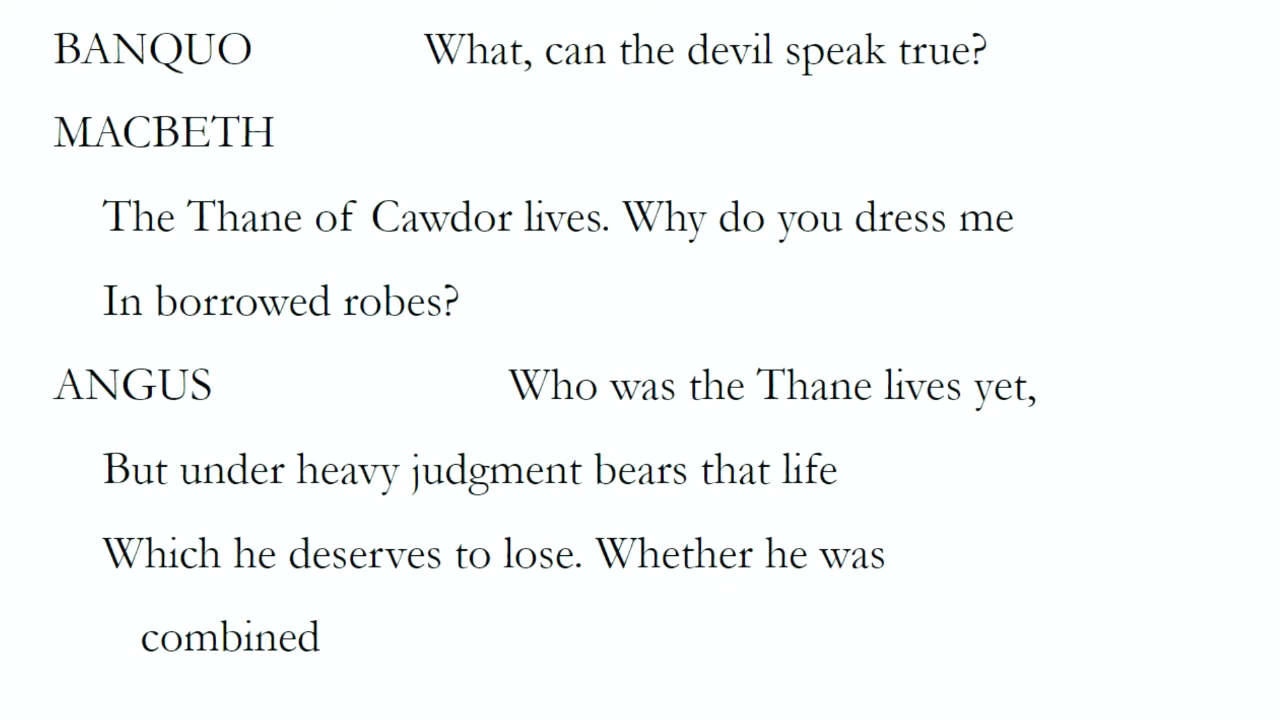 BANQUO What, can the devil speak true?
MACBETH
The Thane of Cawdor lives. Why do you dress me
In borrowed robes?
ANGUS Who was the Thane lives yet,
But under heavy judgment bears that life
Which he deserves to lose. Whether he was
combined